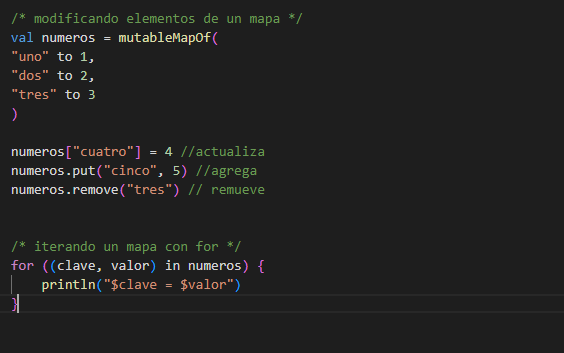 /* modificando elementos de un mapa */
val numeros = mutableMapOf(
"uno" to 1,
"dos" to 2,
"tres" to 3
)
numeros["cuatro"] = 4 //actualiza
numeros.put("cinco", 5) //agrega
numeros.remove("tres") // remueve
/* iterando un mapa con for */
for ((clave, valor) in numeros) {
    println("$clave = $valor")
}